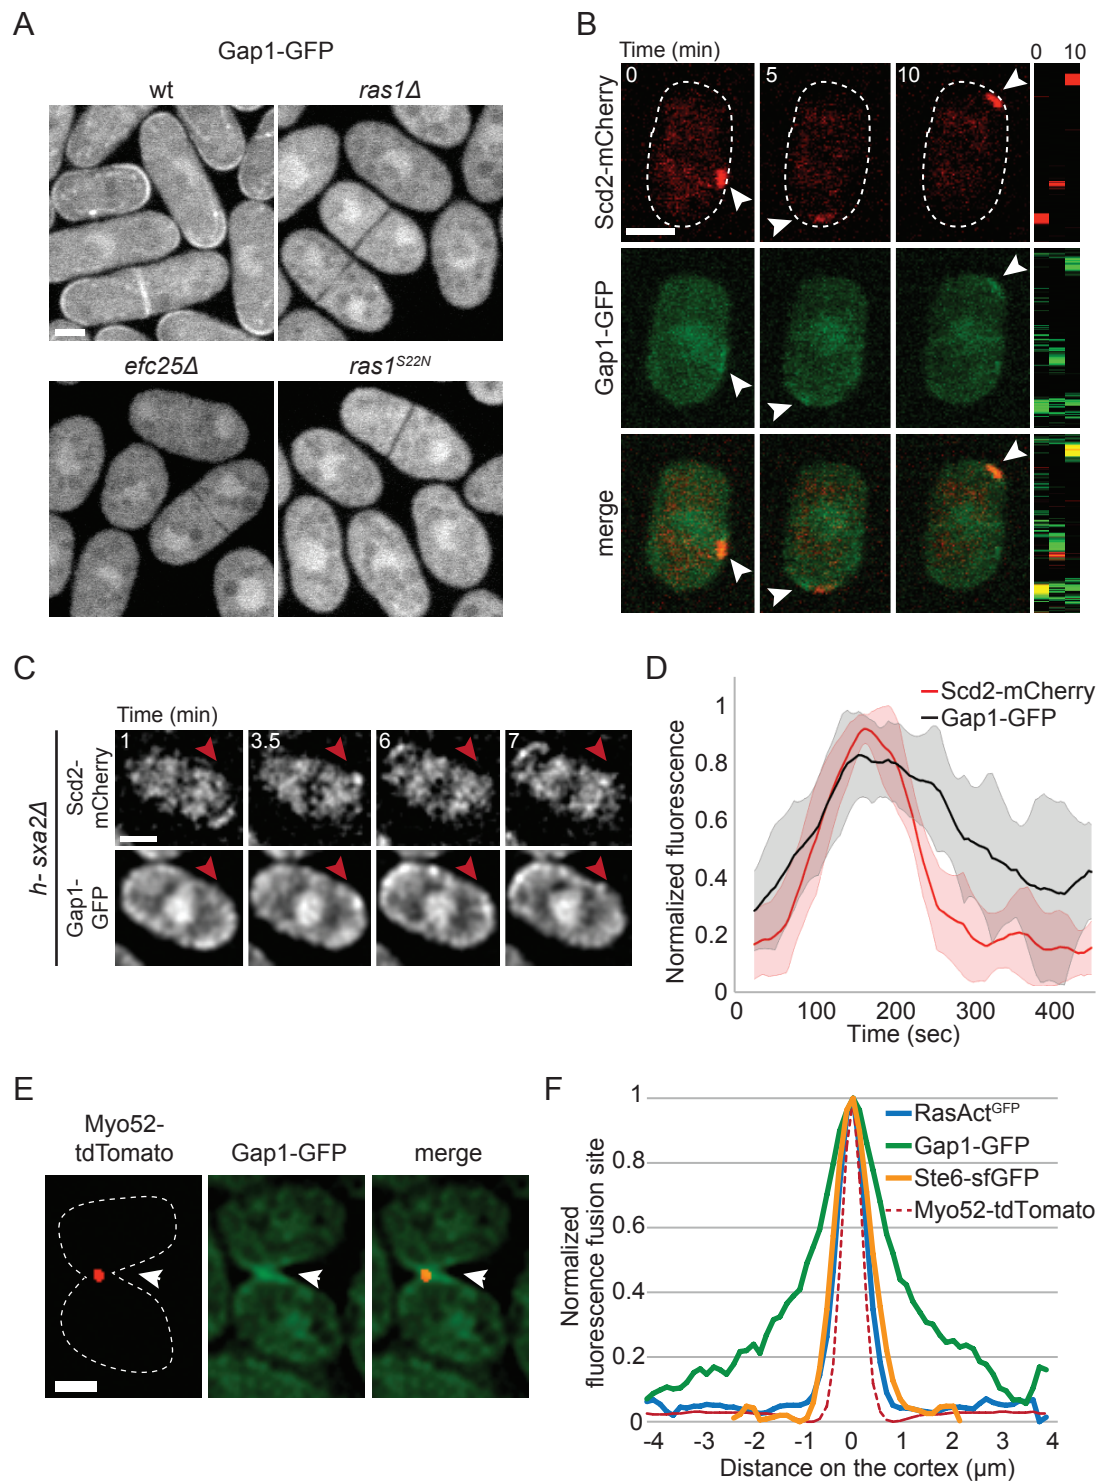 A
Gap1-GFP
wt
ras1Δ
efc25Δ
ras1S22N
B
Time (min)
0 10
0
5
10
Scd2-mCherry
Gap1-GFP
merge
C
Time (min)
1
3.5
6
7
h- sxa2Δ
Scd2-
mCherry
Gap1-
GFP
D
Scd2-mCherry
Gap1-GFP
Normalized fluorescence
1
0.8
0.6
0.4
0.2
0
0 100 200 300 400
Time (sec)
E
Myo52-
tdTomato
Gap1-GFP
merge
F
RasActGFP
Gap1-GFP
Ste6-sfGFP
Myo52-tdTomato
Normalized
fluorescence fusion site
1
0.8
0.6
0.4
0.2
0
-4 -3 -2 -1 0 1 2 3 4
Distance on the cortex (µm)